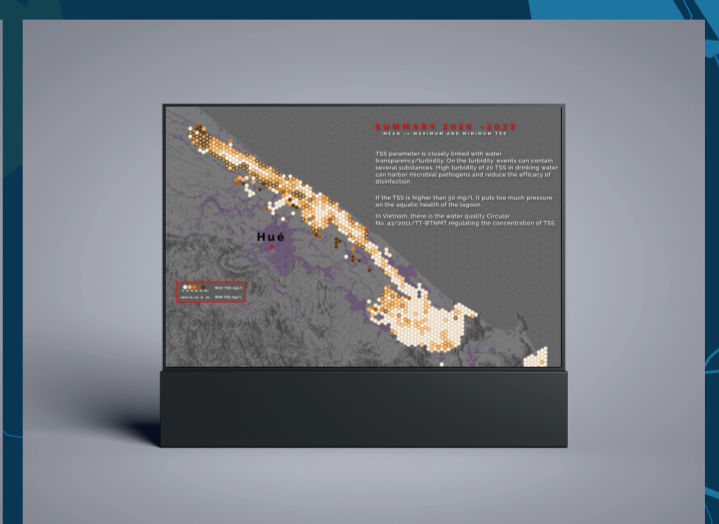 SUMMARY 2020 -2021
MEAN in MAXIMUM AND MINIMUM TSS
TSS parameter is closely linked with water
transparency/turbidity. On the turbidity, events can contain
several substances. High turbidity of 20 TSS in drinking water
can harbor microbial pathogens and reduce the efficacy of
disinfection.
If the TSS is higher than 50 mg/l, it puts too much pressure
on the aquatic health of the lagoon.
In Vietnam, there is the water quality Circular
No. 43/2011/TT-BTNMT regulating the concentration of TSS.
Hué
MAX TSS mg/l
MIN TSS mg/l